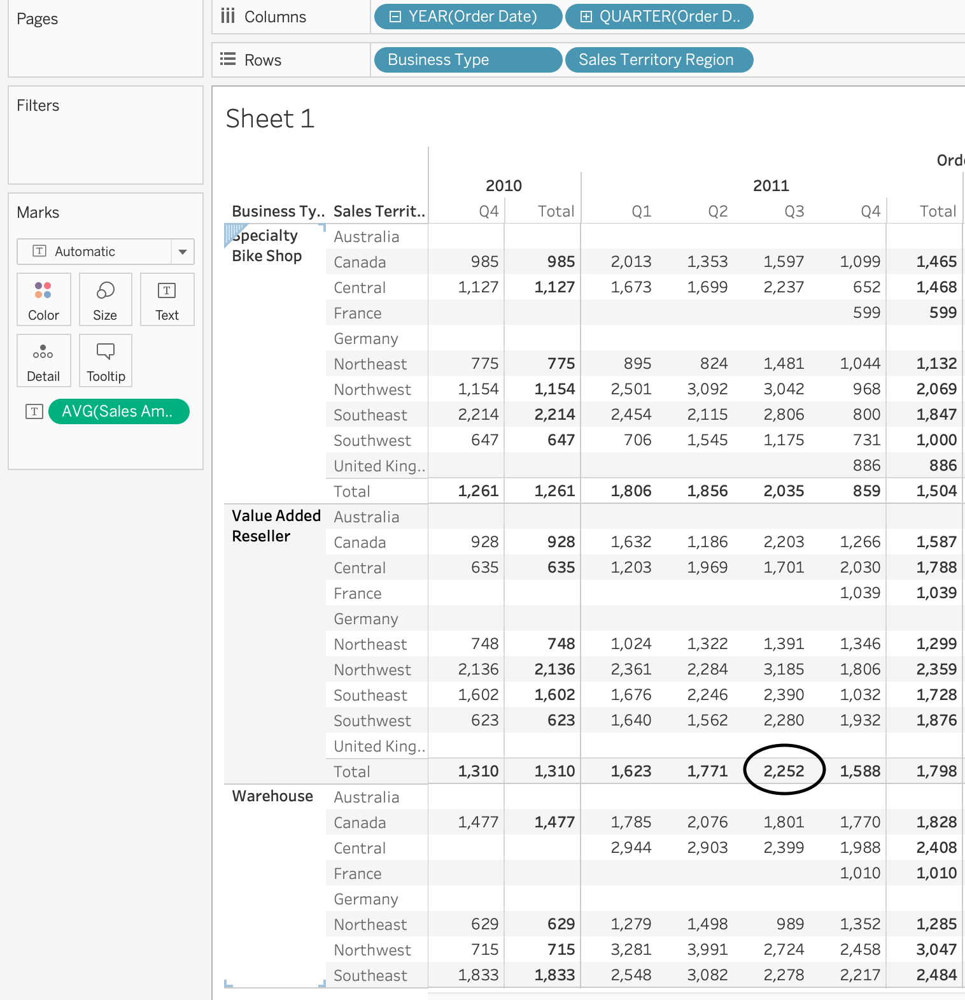 Pages
Columns
YEAR(Order Date)
QUARTER(Order D..
Rows
Business Type
Sales Territory Region
Filters
Sheet 1
Marks
T Automatic
Color
Size
T
Text
Detail
Tooltip
T AVG(Sales Am..
2010 2011
Business Ty.. Sales Territ.. Q4 Total Q1 Q2 Q3 Q4 Total
Specialty
Bike Shop
Australia
Canada 985 985 2,013 1,353 1,597 1,099 1,465
Central 1,127 1,127 1,673 1,699 2,237 652 1,468
France 599 599
Germany
Northeast 775 775 895 824 1,481 1,044 1,132
Northwest 1,154 1,154 2,501 3,092 3,042 968 2,069
Southeast 2,214 2,214 2,454 2,115 2,806 800 1,847
Southwest 647 647 706 1,545 1,175 731 1,000
United King.. 886 886
Total 1,261 1,261 1,806 1,856 2,035 859 1,504
Value Added
Reseller
Australia
Canada 928 928 1,632 1,186 2,203 1,266 1,587
Central 635 635 1,203 1,969 1,701 2,030 1,788
France 1,039 1,039
Germany
Northeast 748 748 1,024 1,322 1,391 1,346 1,299
Northwest 2,136 2,136 2,361 2,284 3,185 1,806 2,359
Southeast 1,602 1,602 1,676 2,246 2,390 1,032 1,728
Southwest 623 623 1,640 1,562 2,280 1,932 1,876
United King..
Total 1,310 1,310 1,623 1,771 2,252 1,588 1,798
Warehouse Australia
Canada 1,477 1,477 1,785 2,076 1,801 1,770 1,828
Central 2,944 2,903 2,399 1,988 2,408
France 1,010 1,010
Germany
Northeast 629 629 1,279 1,498 989 1,352 1,285
Northwest 715 715 3,281 3,991 2,724 2,458 3,047
Southeast 1,833 1,833 2,548 3,082 2,278 2,217 2,484